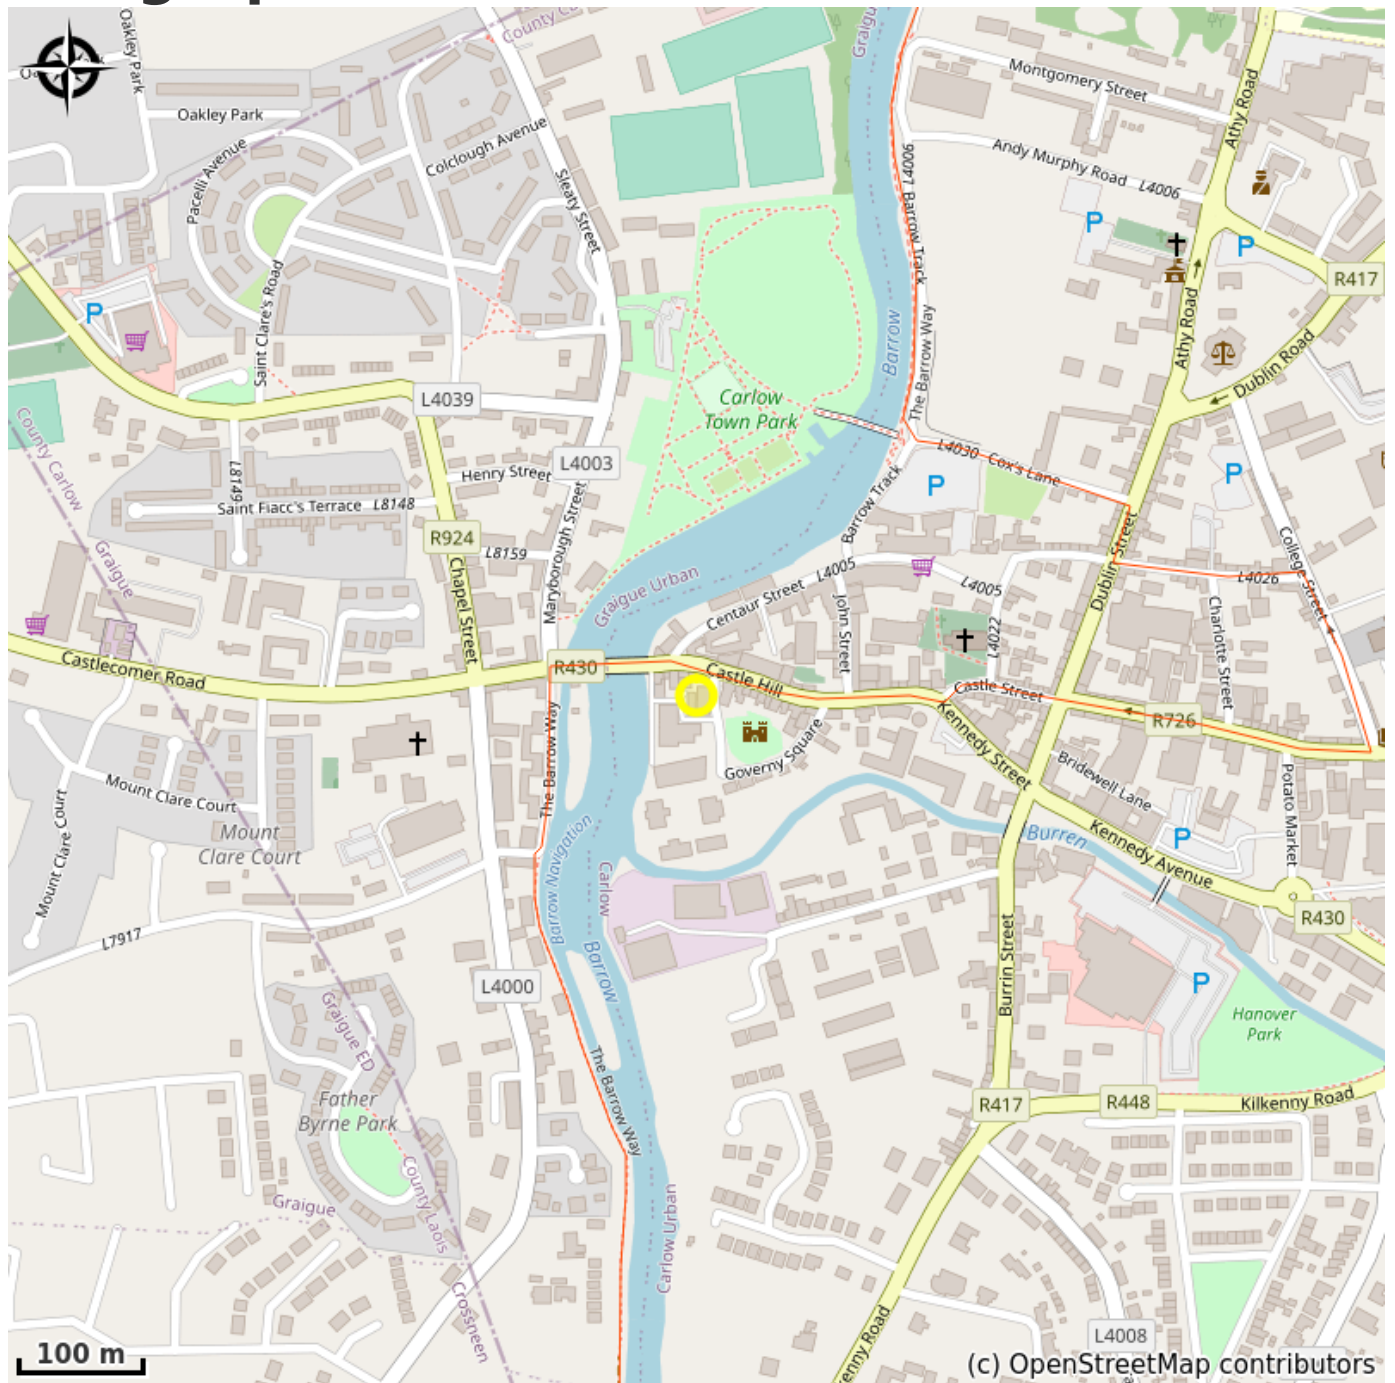 County Ca
Graigu
Oakley Park
Oakley Park
Montgomery Street
Athy Road
Colclough Avenue
Pacelli Avenue
Sleaty Street
L4006
Andy Murphy Road L4006
P
P
Barrow Track
R417
P
Saint Clare's Road
The Barrow Way
Barrow
Athy Road
Dublin Road
L4039
Carlow
Town Park
County Carlow
L4003
L4030 Cox's Lane
P
P
L8149
Henry Street
Saint Fiacc's Terrace L8148
Barrow Track
Maryborough Street
R924
L8159
Graigue
Chapel Street
Graigue Urban
Centaur Street
L4005
L4005
John Street
L4022
Dublin Street
College Street
L4026
Charlotte Street
Castlecomer Road
R430
Castle Hill
Castle Street
R726
The Barrow Way
Kennedy Street
Governy Square
Bridewell Lane
Potato Market
Mount Clare Court
Mount Clare Court
Mount
Clare Court
Barrow Navigation
Carlow
Burren
P
Kennedy Avenue
R430
L7917
Barrow
L4000
Burrin Street
P
Hanover
Park
Graigue ED
The Barrow Way
Father
Byrne Park
R417
R448
Kilkenny Road
County Laois
Graigue
Carlow Urban
Crossneen
enny Road
L4008
100 m
(c) OpenStreetMap contributors